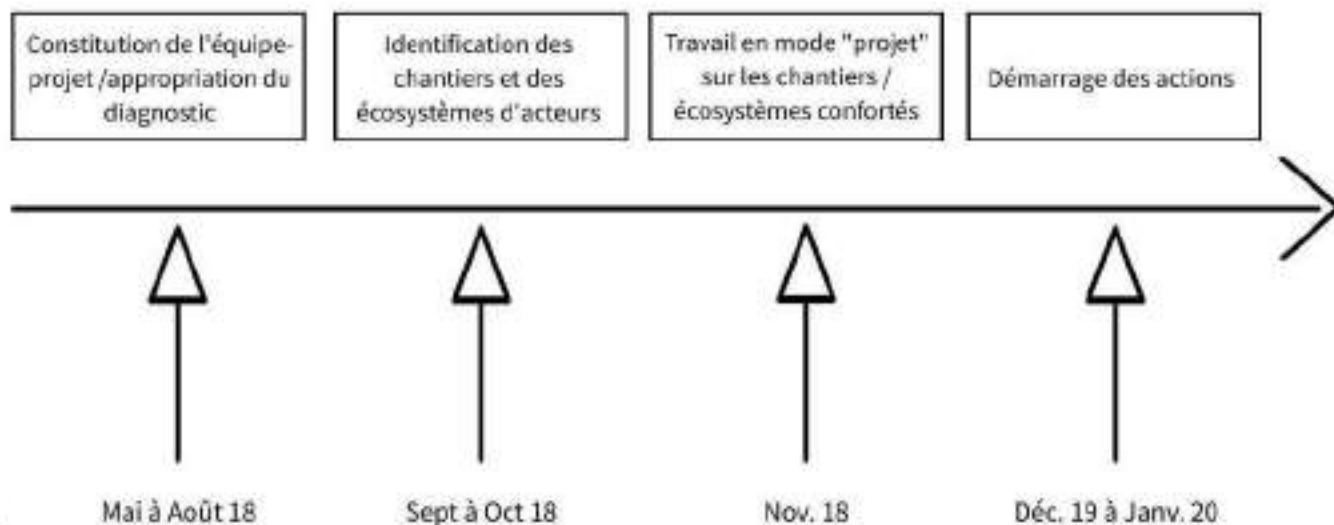 Constitution de l'équipe-
projet /appropriation du
diagnostic
Identification des
chantiers et des
écosystèmes d'acteurs
Travail en mode "projet"
sur les chantiers /
écosystèmes confortés
Démarrage des actions
Mai à Août 18
Sept à Oct 18
Nov. 18
Déc. 19 à Janv. 20